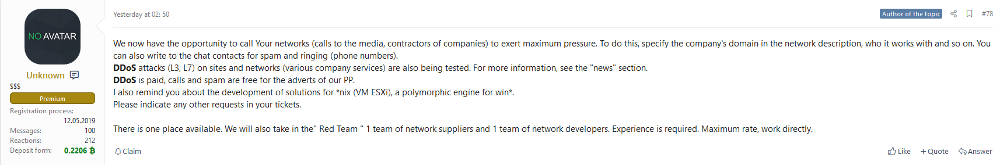 Yesterday at 02: 50
Author of the topic
#78
NO AVATAR
Unknown
$$$
Premium
Registration process:
12.05.2019
Messages: 100
Reactions: 212
Deposit form: 0.2206 ₿
We now have the opportunity to call Your networks (calls to the media, contractors of companies) to exert maximum pressure. To do this, specify the company's domain in the network description, who it works with and so on. You
can also write to the chat contacts for spam and ringing (phone numbers).
DDoS attacks (L3, L7) on sites and networks (various company services) are also being tested. For more information, see the "news" section.
DDoS is paid, calls and spam are free for the adverts of our PP.
I also remind you about the development of solutions for *nix (VM ESXi), a polymorphic engine for win*.
Please indicate any other requests in your tickets.
There is one place available. We will also take in the" Red Team " 1 team of network suppliers and 1 team of network developers. Experience is required. Maximum rate, work directly.
Claim
Like
+Quote
Answer